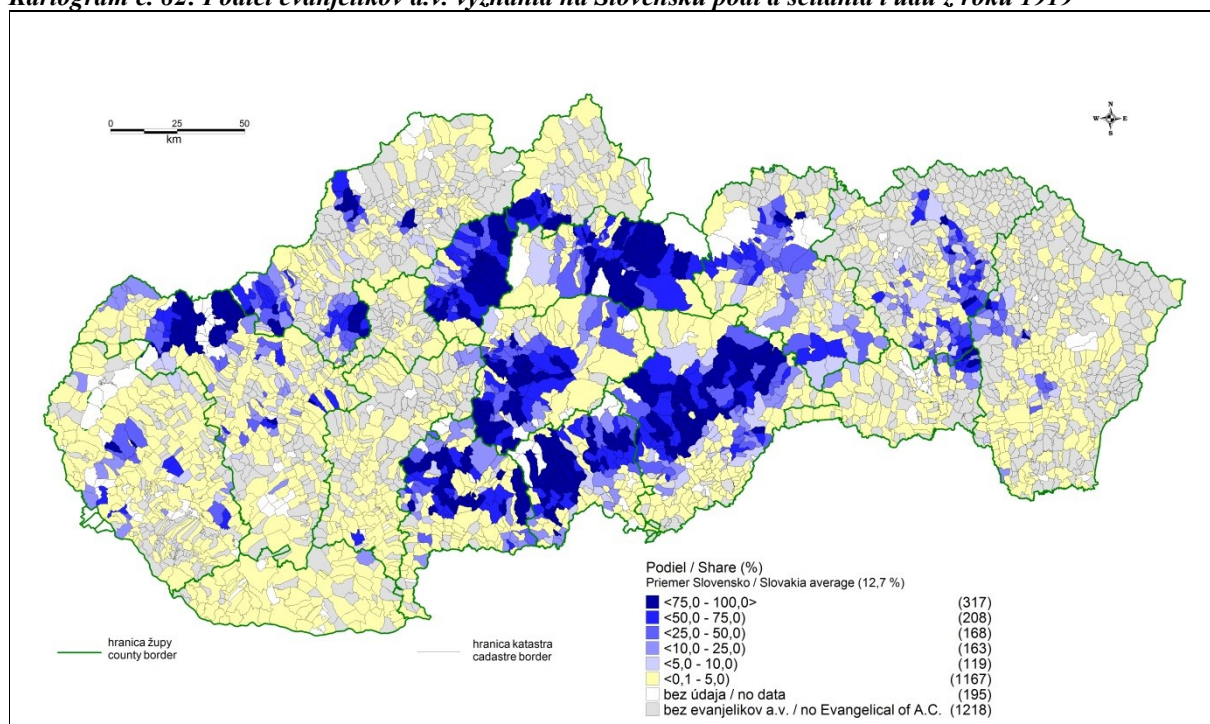 Kartogram č. 62: Podiel evanjelikov a.v. vyznania na Slovensku podľa sčítania ľudu z roku 1919
0 25 50
km
N
W E
S
Podiel / Share (%)
Priemer Slovensko / Slovakia average (12,7 %)
<75,0 - 100,0> (317)
<50,0 - 75,0) (208)
<25,0 - 50,0) (168)
<10,0 - 25,0) (163)
<5,0 - 10,0) (119)
<0,1 - 5,0) (1167)
bez údaja / no data (195)
bez evanjelikov a.v. / no Evangelical of A.C. (1218)
hranica župy
county border
hranica katastra
cadastre border